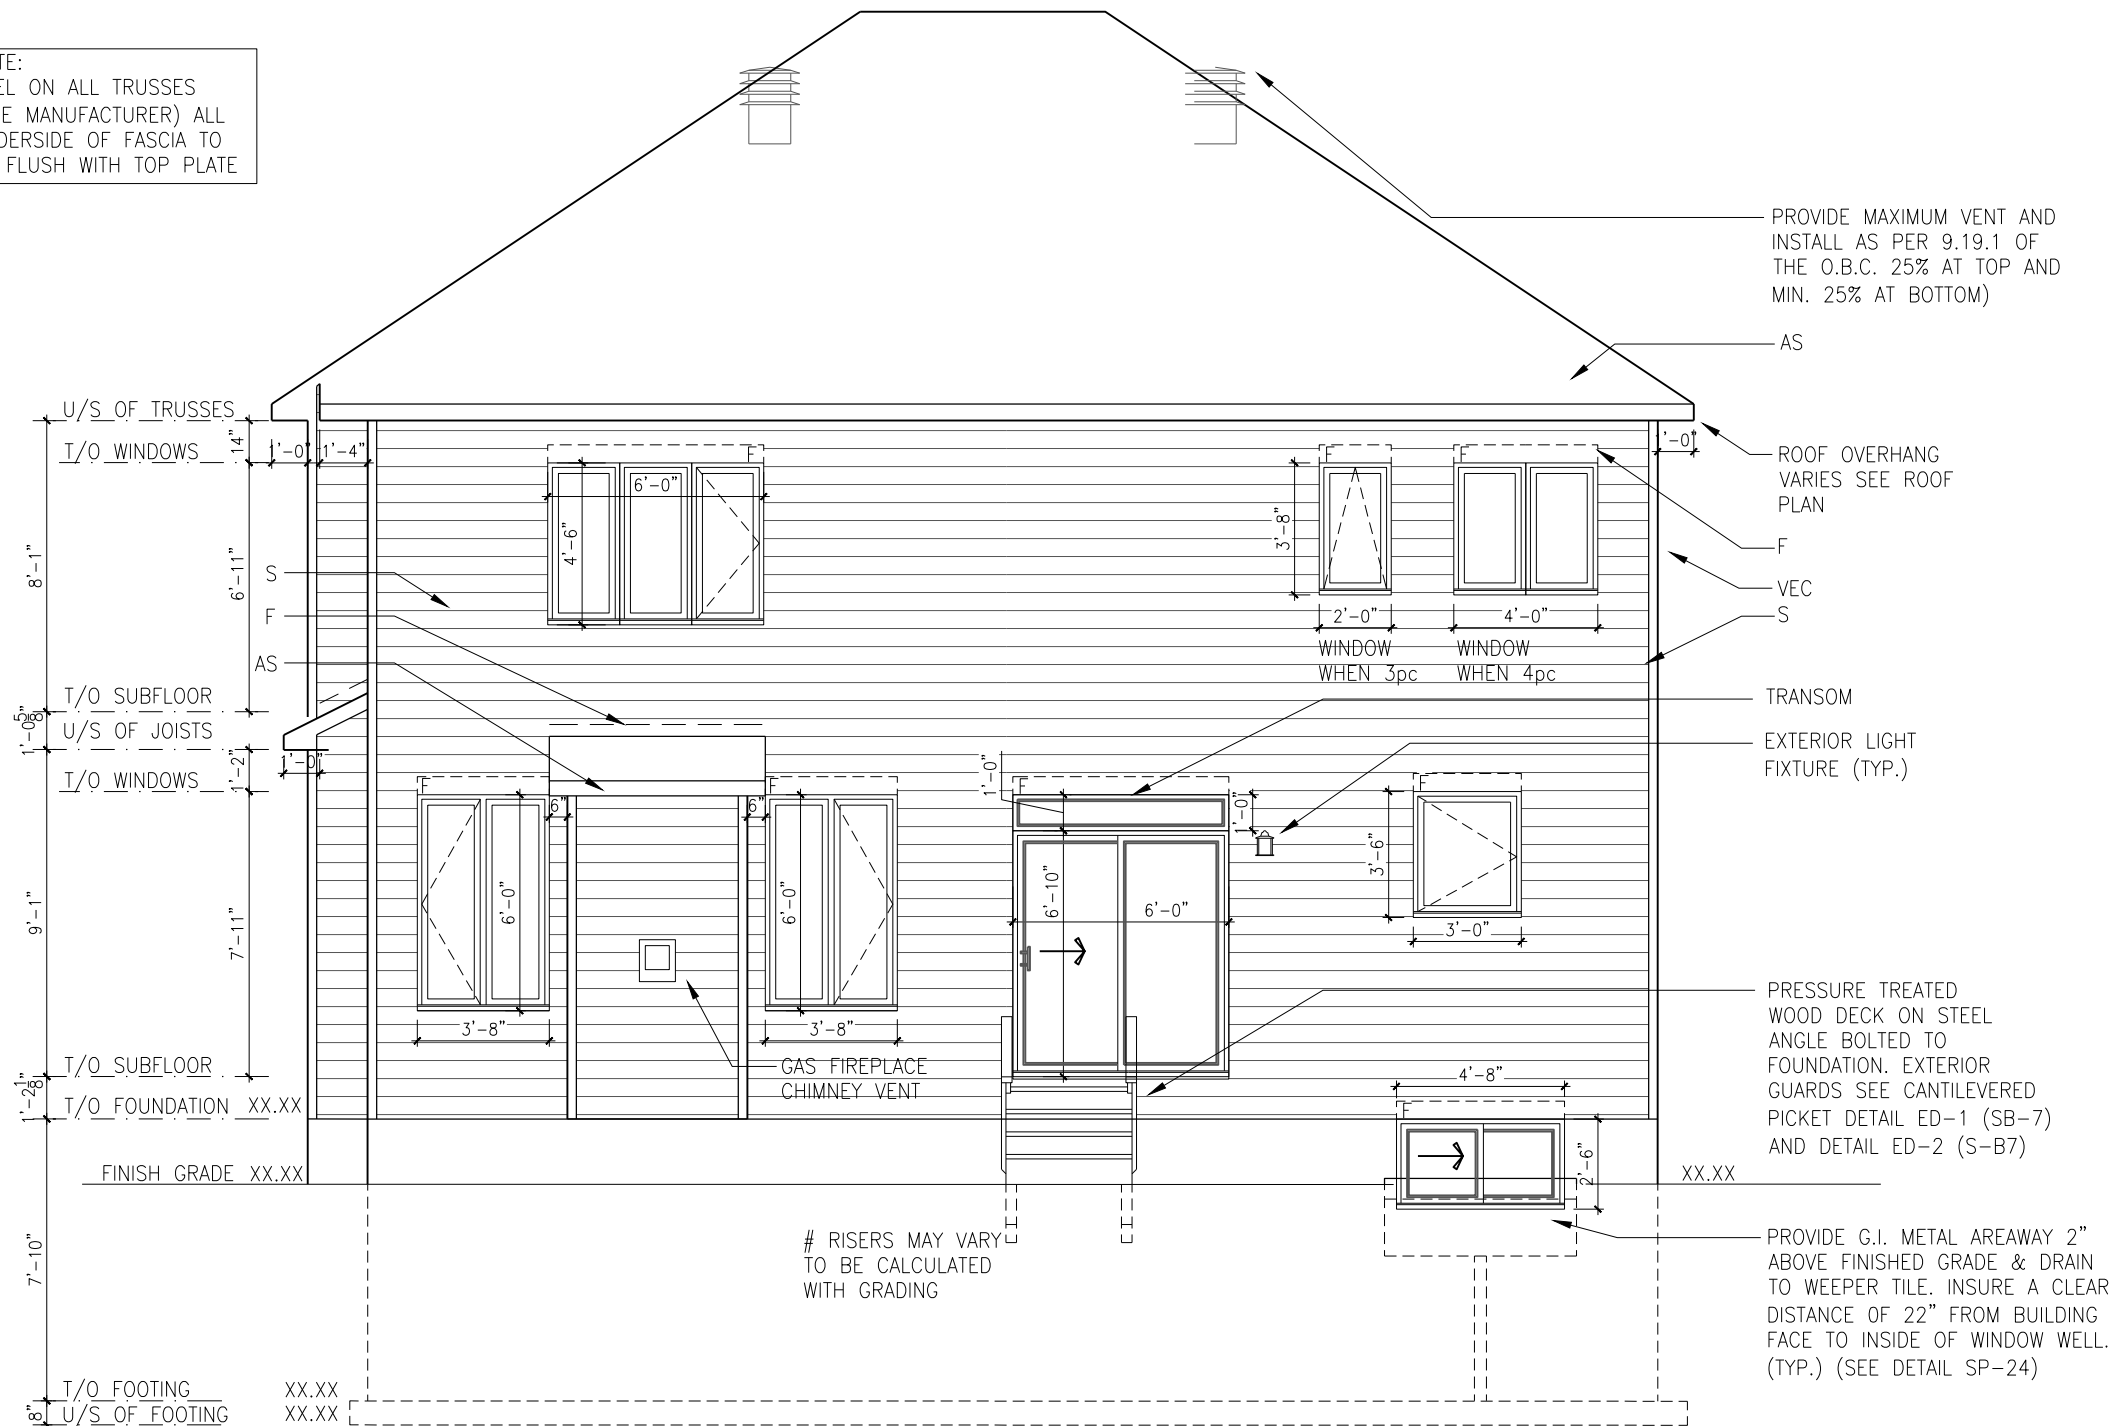 TE:
EL ON ALL TRUSSES
E MANUFACTURER) ALL
DERSIDE OF FASCIA TO
FLUSH WITH TOP PLATE
PROVIDE MAXIMUM VENT AND
INSTALL AS PER 9.19.1 OF
THE O.B.C. 25% AT TOP AND
MIN. 25% AT BOTTOM)
AS
U/S OF TRUSSES
14"
1'-0"
1'-4"
T/O WINDOWS
F
6'-0"
4'-6"
F
F
3'-8"
2'-0"
4'-0"
WINDOW
WHEN 3pc
WINDOW
WHEN 4pc
'-0"
ROOF OVERHANG
VARIES SEE ROOF
PLAN
F
VEC
S
8'-1"
6'-11"
S
F
AS
T/O SUBFLOOR
1'-0 5/8"
U/S OF JOISTS
1'-0"
1'-2"
T/O WINDOWS
TRANSOM
EXTERIOR LIGHT
FIXTURE (TYP.)
F
6"
6"
F
1'-0"
F
1'-0"
F
9'-1"
7'-11"
6'-0"
3'-8"
6'-0"
3'-8"
6'-10"
6'-0"
3'-6"
3'-0"
GAS FIREPLACE
CHIMNEY VENT
PRESSURE TREATED
WOOD DECK ON STEEL
ANGLE BOLTED TO
FOUNDATION. EXTERIOR
GUARDS SEE CANTILEVERED
PICKET DETAIL ED-1 (SB-7)
AND DETAIL ED-2 (S-B7)
T/O SUBFLOOR
1'-2 1/8"
T/O FOUNDATION XX.XX
4'-8"
F
2'-6"
FINISH GRADE XX.XX
XX.XX
7'-10"
# RISERS MAY VARY
TO BE CALCULATED
WITH GRADING
PROVIDE G.I. METAL AREAWAY 2"
ABOVE FINISHED GRADE & DRAIN
TO WEEPER TILE. INSURE A CLEAR
DISTANCE OF 22" FROM BUILDING
FACE TO INSIDE OF WINDOW WELL.
(TYP.) (SEE DETAIL SP-24)
T/O FOOTING XX.XX
8"
U/S OF FOOTING XX.XX